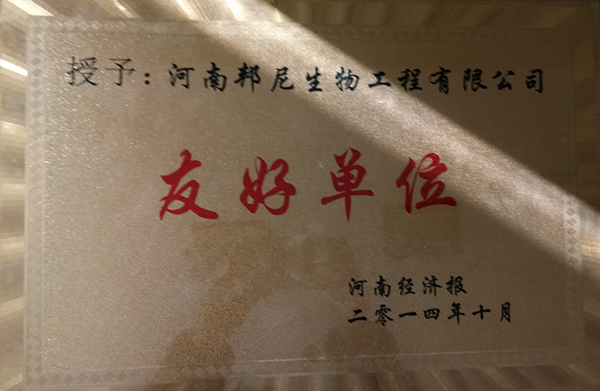 授予：河南邦尼生物工程有限公司
友好单位
河南经济报
二零一四年十月